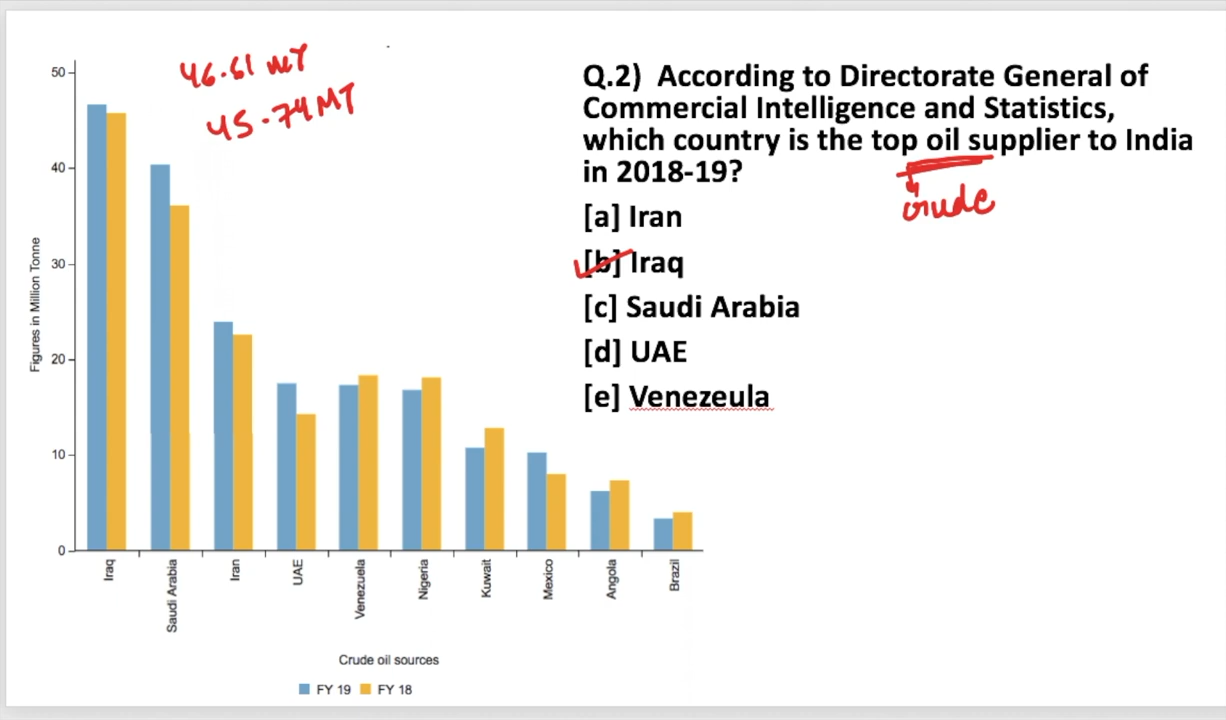 46.61 MT
45.74 MT
Q.2) According to Directorate General of
Commercial Intelligence and Statistics,
which country is the top oil supplier to India
in 2018-19?
crude
[a] Iran
[b] Iraq
[c] Saudi Arabia
[d] UAE
[e] Venezeula
Figures in Million Tonne
50
40
30
20
10
0
Iraq
Saudi Arabia
Iran
UAE
Venezuela
Nigeria
Kuwait
Mexico
Angola
Brazil
Crude oil sources
FY 19 FY 18